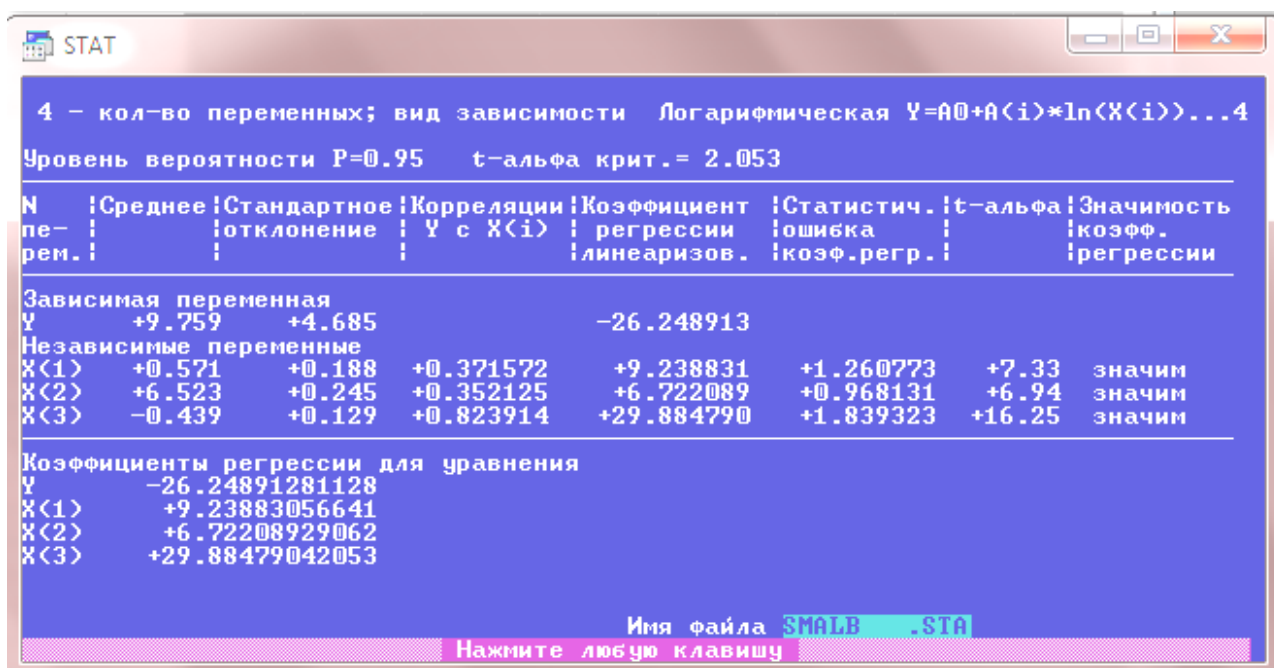 STAT
4 – кол-во переменных; вид зависимости Логарифмическая Y=A0+A(i)*ln(X(i))...4
Уровень вероятности P=0.95 t-альфа крит.= 2.053
N |Среднее|Стандартное|Корреляции|Коэффициент |Статистич.|t-альфа|Значимость
пе- | |отклонение | Y с X(i) | регрессии |ошибка | |коэфф.
рем.| | | |линеаризов. |коэф.регр.| |регрессии
Зависимая переменная
Y +9.759 +4.685 -26.248913
Независимые переменные
X(1) +0.571 +0.188 +0.371572 +9.238831 +1.260773 +7.33 значим
X(2) +6.523 +0.245 +0.352125 +6.722089 +0.968131 +6.94 значим
X(3) -0.439 +0.129 +0.823914 +29.884790 +1.839323 +16.25 значим
Коэффициенты регрессии для уравнения
Y -26.24891281128
X(1) +9.23883056641
X(2) +6.72208929062
X(3) +29.88479042053
Имя файла SMALB .STA
Нажмите любую клавишу